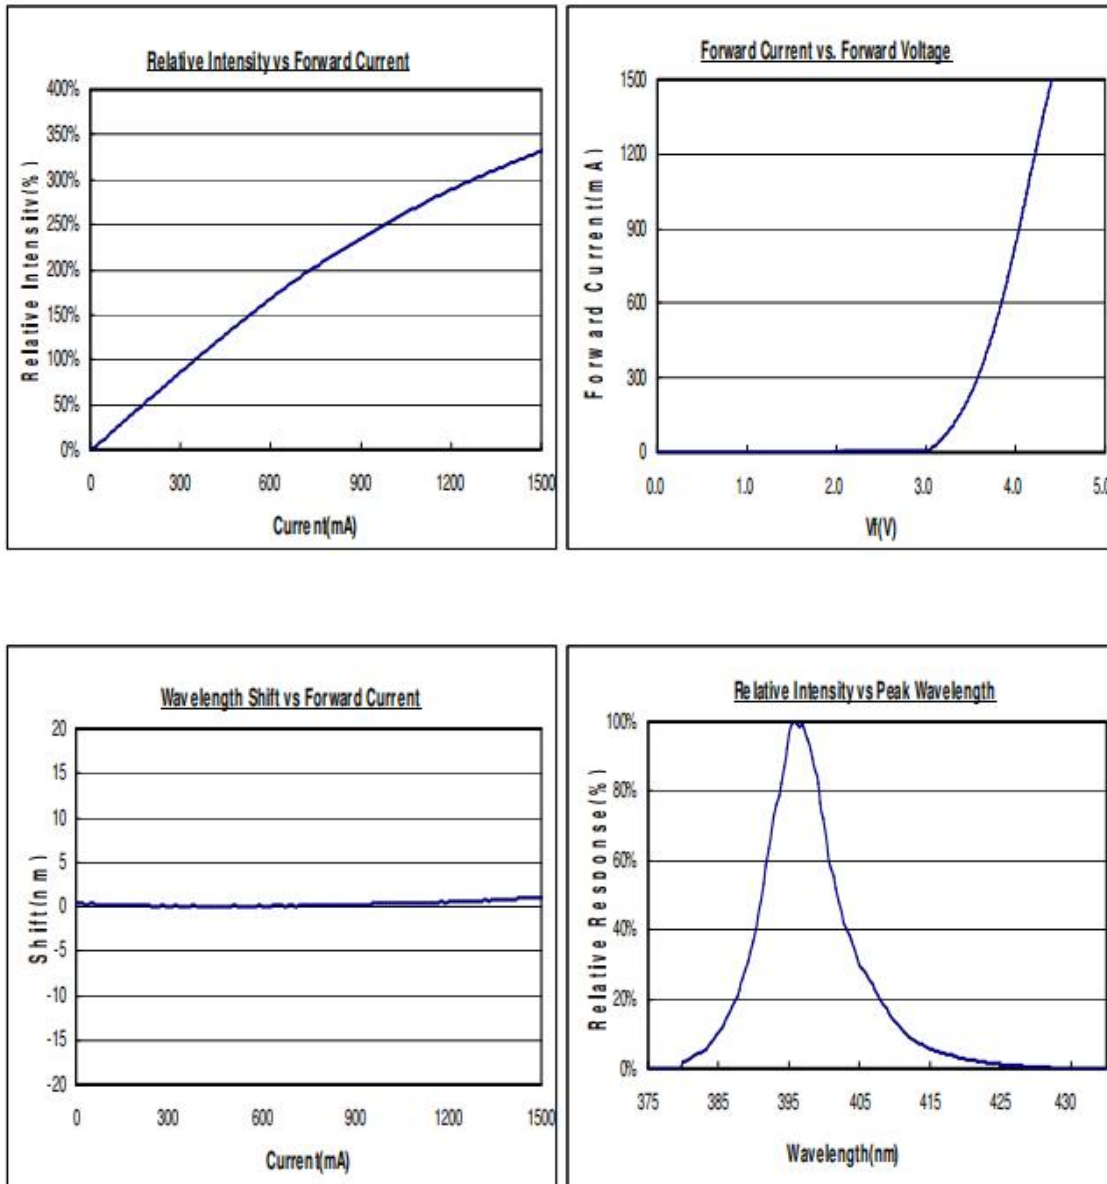 Relative Intensity vs Forward Current
400%
350%
300%
250%
200%
150%
100%
50%
0%
Relative Intensitv(%)
0 300 600 900 1200 1500
Current(mA)
Forward Current vs. Forward Voltage
1500
1200
900
600
300
0
Forward Current(mA)
0.0 1.0 2.0 3.0 4.0 5.0
Vf(V)
Wavelength Shift vs Forward Current
20
15
10
5
0
-5
-10
-15
-20
Shift(nm)
0 300 600 900 1200 1500
Current(mA)
Relative Intensity vs Peak Wavelength
100%
80%
60%
40%
20%
0%
Relative Resoonse(%)
375 385 395 405 415 425 430
Wavelength(nm)